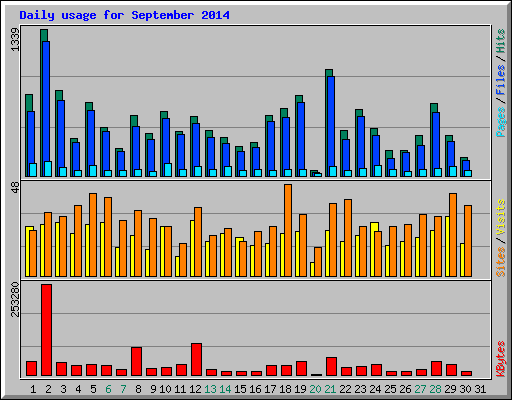 Daily usage for September 2014
1339
Pages / Files / Hits
48
Sites / Visits
253280
KBytes
1 2 3 4 5 6 7 8 9 10 11 12 13 14 15 16 17 18 19 20 21 22 23 24 25 26 27 28 29 30 31